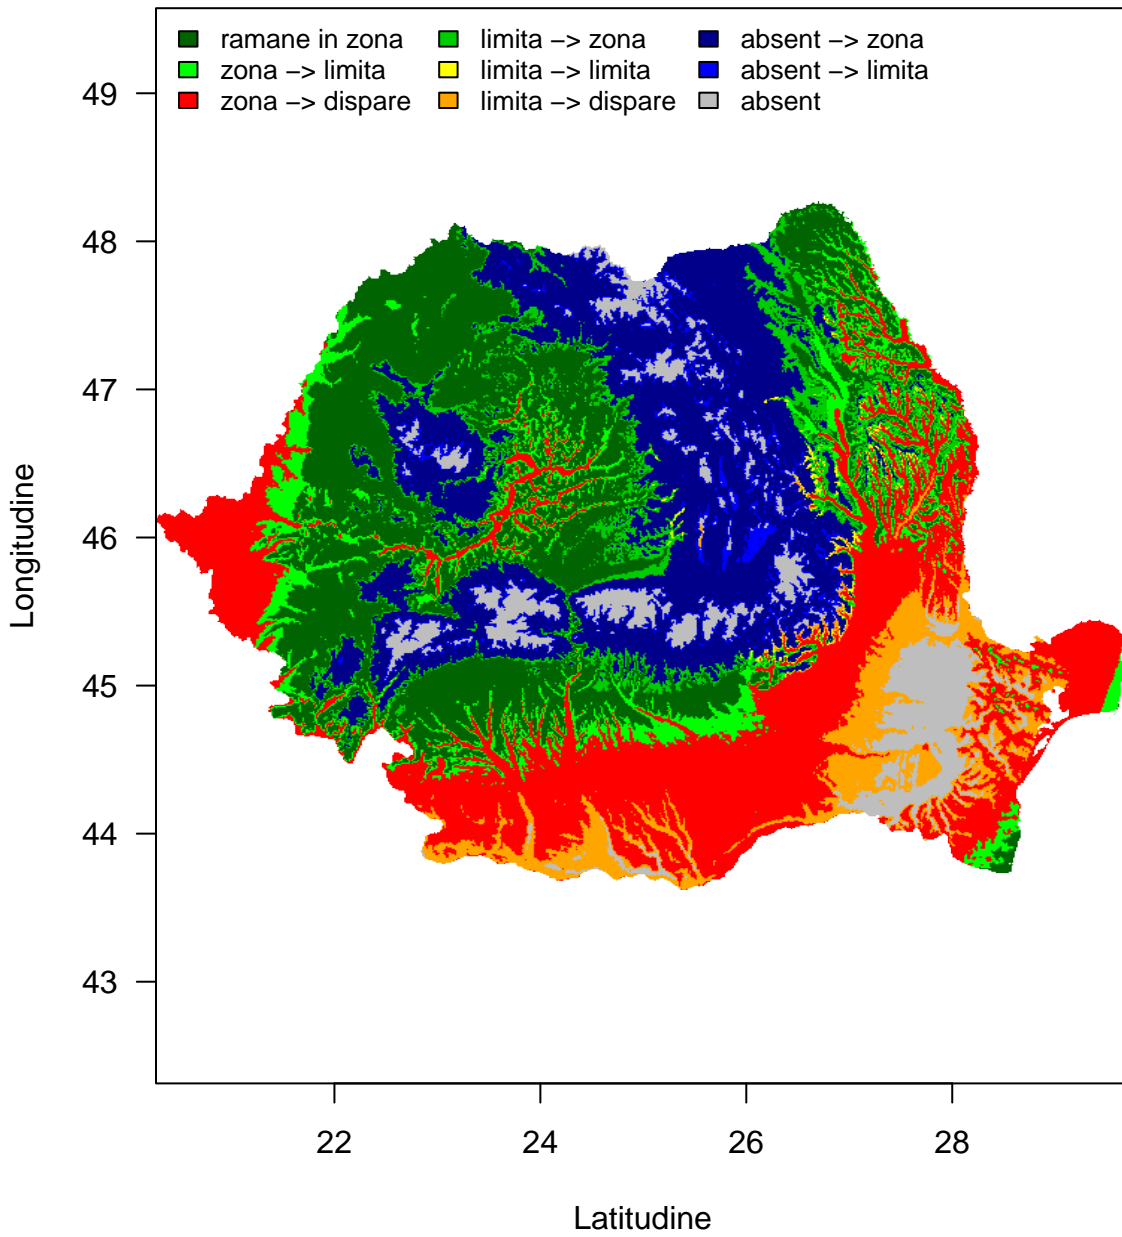 ramane in zona limita −> zona absent −> zona
zona −> limita limita −> limita absent −> limita
zona −> dispare limita −> dispare absent
49
48
47
46
45
44
43
Longitudine
22 24 26 28
Latitudine